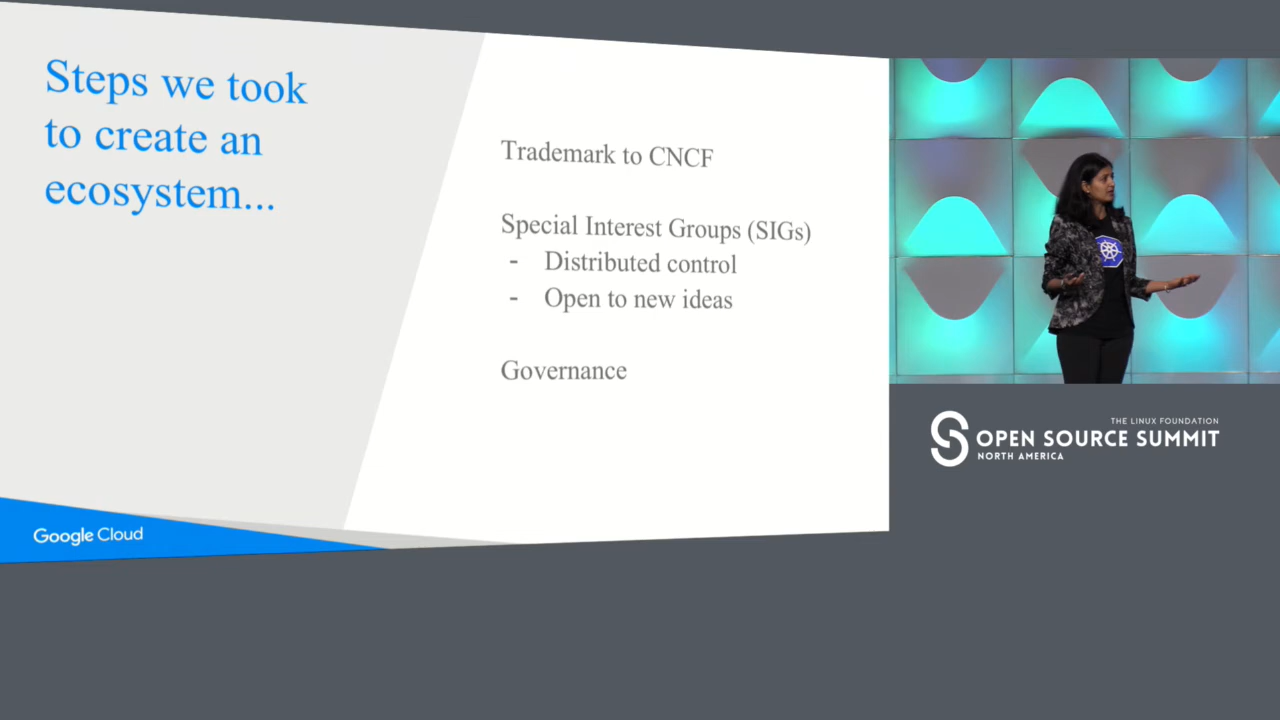 Steps we took
to create an
ecosystem...
Trademark to CNCF
Special Interest Groups (SIGs)
- Distributed control
- Open to new ideas
Governance
Google Cloud
THE LINUX FOUNDATION
OPEN SOURCE SUMMIT
NORTH AMERICA